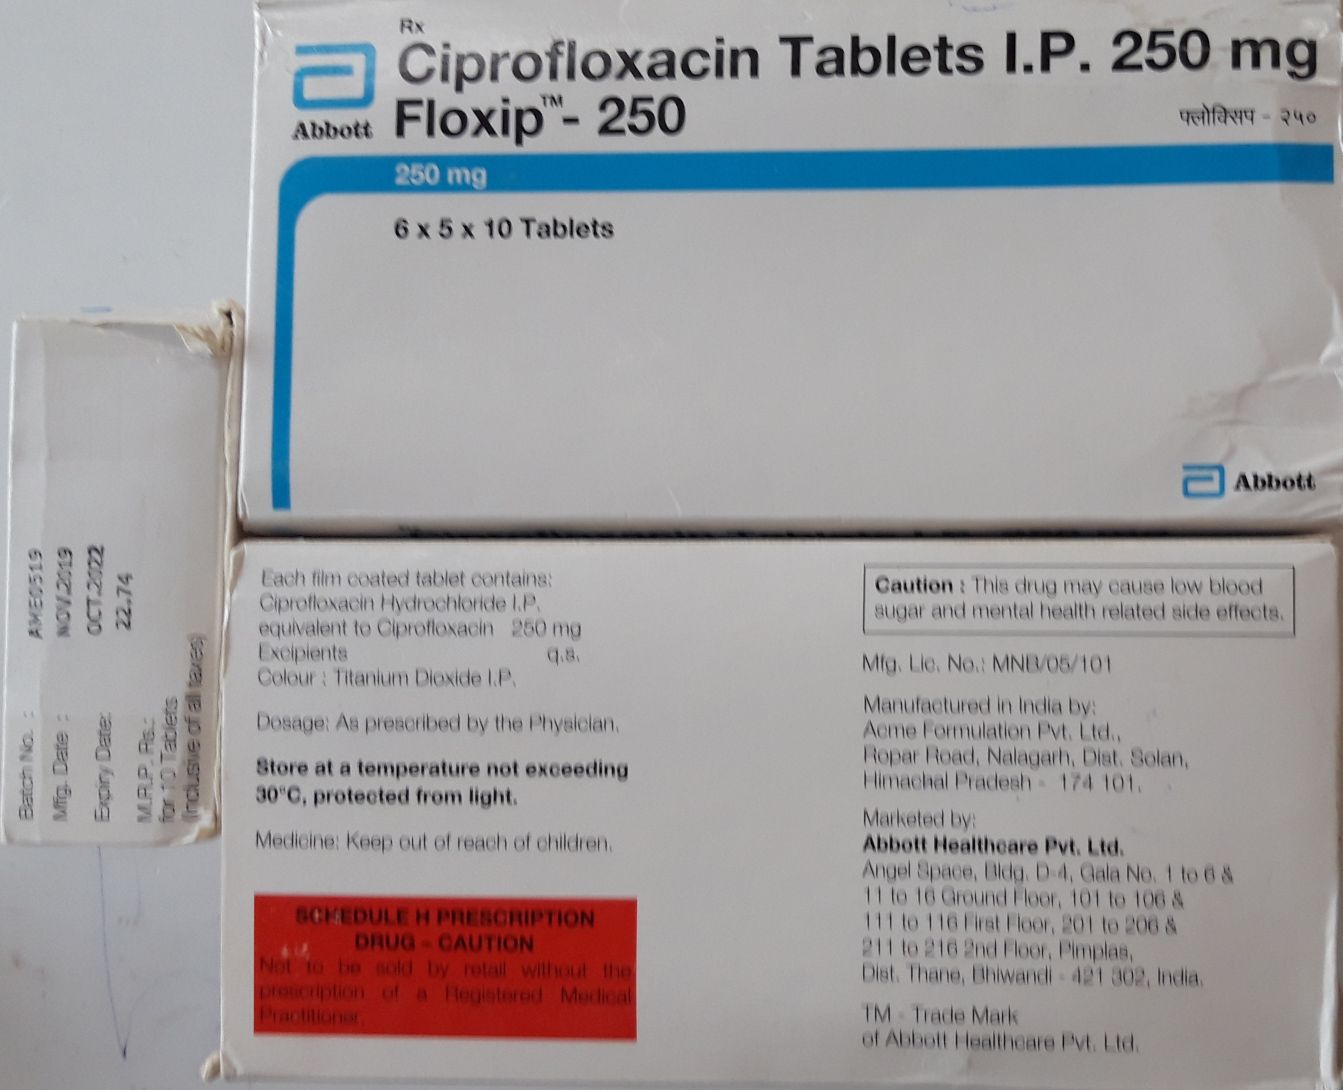 Rx
Ciprofloxacin Tablets I.P. 250 mg
Floxip™- 250
फ्लोक्सिप - २५०
Abbott
250 mg
6 x 5 x 10 Tablets
Abbott
Batch No. : AME0519
Mfg. Date : NOV.2019
Expiry Date: OCT.2022
M.R.P. Rs.: 22.74
for 10 Tablets
(Inclusive of all taxes)
Each film coated tablet contains:
Ciprofloxacin Hydrochloride I.P.
equivalent to Ciprofloxacin 250 mg
Excipients q.s.
Colour : Titanium Dioxide I.P.
Dosage: As prescribed by the Physician.
Store at a temperature not exceeding
30°C, protected from light.
Medicine: Keep out of reach of children.
SCHEDULE H PRESCRIPTION
DRUG - CAUTION
Not to be sold by retail without the
prescription of a Registered Medical
Practitioner.
Caution : This drug may cause low blood
sugar and mental health related side effects.
Mfg. Lic. No.: MNB/05/101
Manufactured in India by:
Acme Formulation Pvt. Ltd.,
Ropar Road, Nalagarh, Dist. Solan,
Himachal Pradesh - 174 101.
Marketed by:
Abbott Healthcare Pvt. Ltd.
Angel Space, Bldg. D-4, Gala No. 1 to 6 &
11 to 16 Ground Floor, 101 to 106 &
111 to 116 First Floor, 201 to 206 &
211 to 216 2nd Floor, Pimplas,
Dist. Thane, Bhiwandi - 421 302, India.
TM - Trade Mark
of Abbott Healthcare Pvt. Ltd.